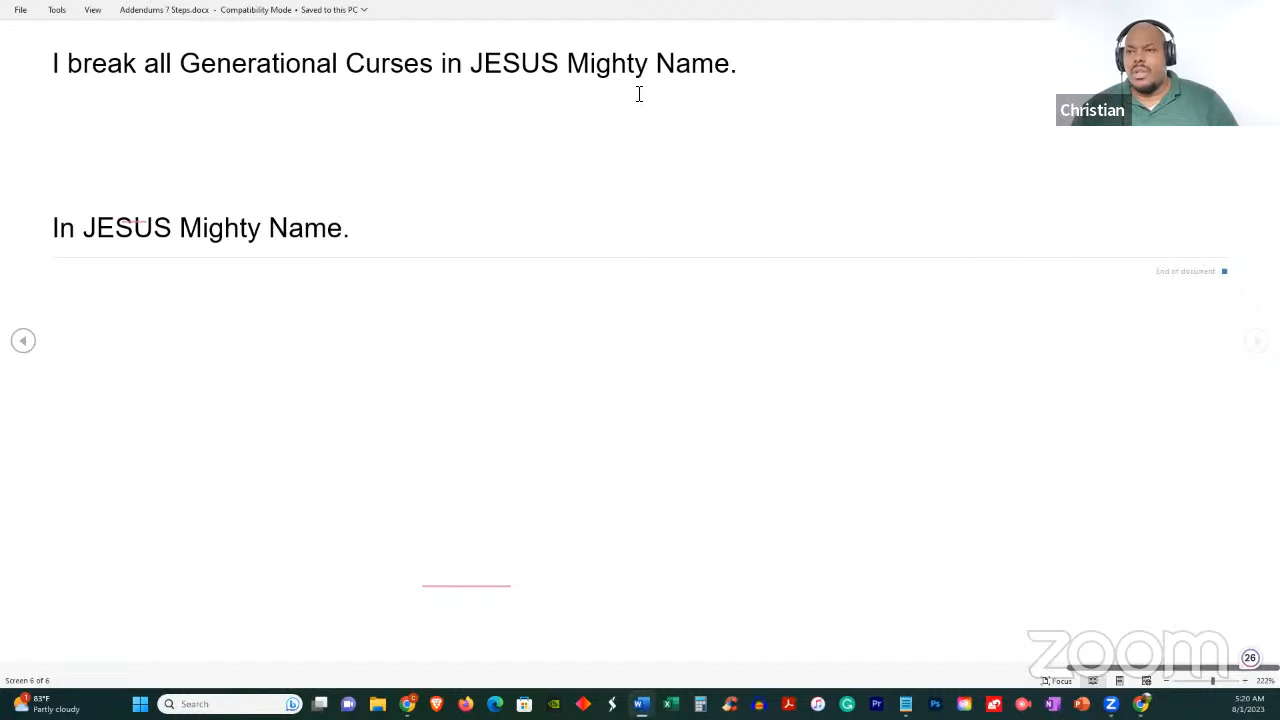 File Tools View Addendums 7 Steps.docx - Compatibility Mode • Saved to this PC
I break all Generational Curses in JESUS Mighty Name.
Christian
In JESUS Mighty Name.
End of document
zoom
26
Screen 6 of 6
Focus
222%
1
83°F
Partly cloudy
Search
5:20 AM
8/1/2023